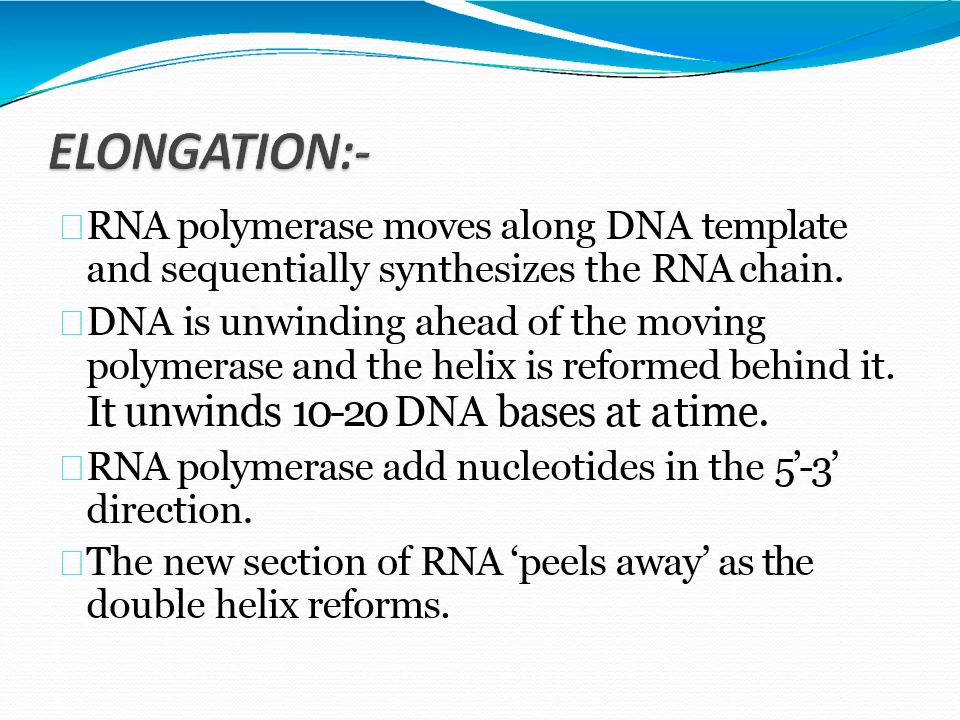 ELONGATION:-
RNA polymerase moves along DNA template
and sequentially synthesizes the RNA chain.
DNA is unwinding ahead of the moving
polymerase and the helix is reformed behind it.
It unwinds 10-20 DNA bases at atime.
RNA polymerase add nucleotides in the 5’-3’
direction.
The new section of RNA ‘peels away’ as the
double helix reforms.